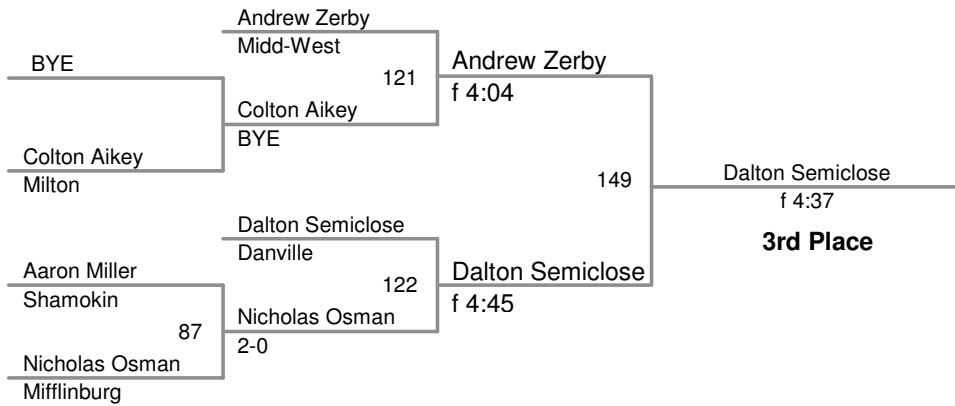 Andrew Zerby
Midd-West
BYE
121
Andrew Zerby
f 4:04
Colton Aikey
BYE
Colton Aikey
Milton
149
Dalton Semiclose
f 4:37
3rd Place
Dalton Semiclose
Danville
Aaron Miller
Shamokin
122
Dalton Semiclose
f 4:45
87
Nicholas Osman
2-0
Nicholas Osman
Mifflinburg